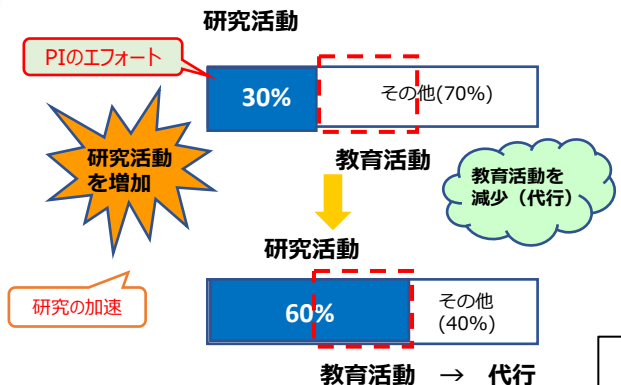 研究活動
PIのエフォート
30%
その他(70%)
研究活動
を増加
教育活動
教育活動を
減少（代行）
研究活動
研究の加速
60%
その他
(40%)
教育活動 → 代行